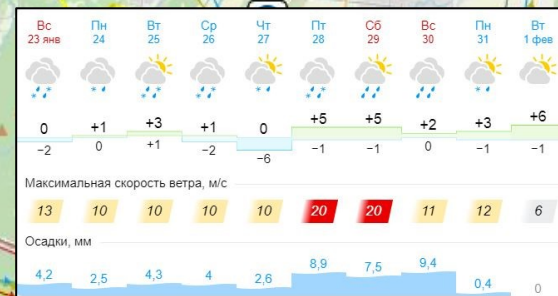 Вс Пн Вт Ср Чт Пт Сб Вс Пн Вт
23 янв 24 25 26 27 28 29 30 31 1 фев
0 +1 +3 +1 0 +5 +5 +2 +3 +6
−2 0 +1 −2 −6 −1 −1 0 −1 −1
Максимальная скорость ветра, м/с
13 10 10 10 10 20 20 11 12 6
Осадки, мм
4,2 2,5 4,3 4 2,6 8,9 7,5 9,4 0,4 0